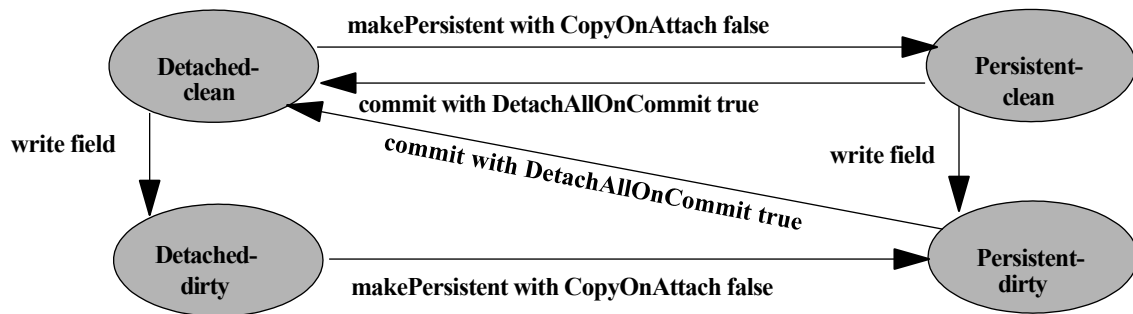 makePersistent with CopyOnAttach false
Detached-
clean
Persistent-
clean
commit with DetachAllOnCommit true
write field
commit with DetachAllOnCommit true
write field
Detached-
dirty
Persistent-
dirty
makePersistent with CopyOnAttach false